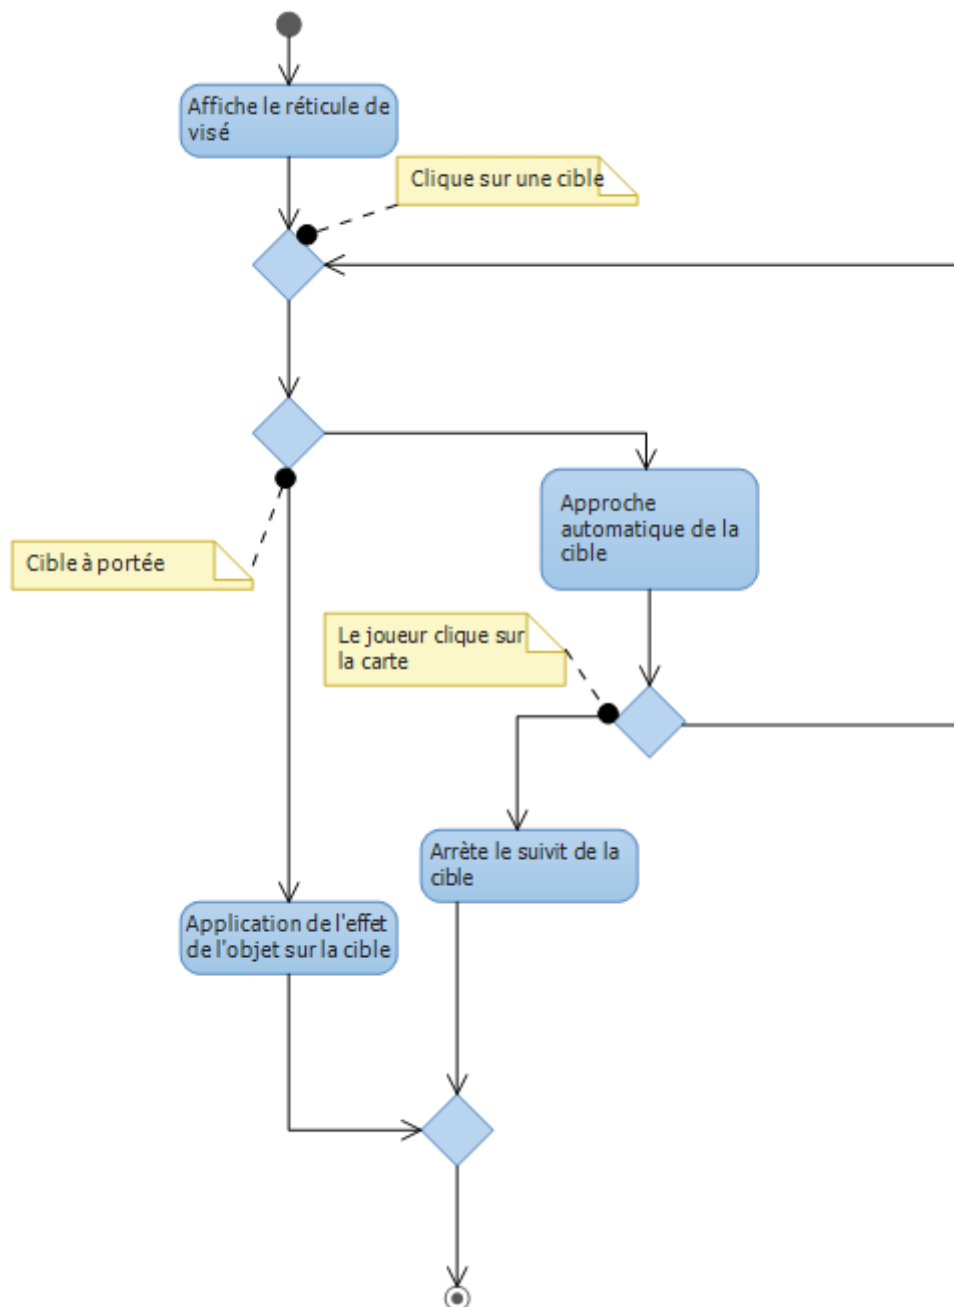 Affiche le réticule de
visé
Clique sur une cible
Approche
automatique de la
cible
Cible à portée
Le joueur clique sur
la carte
Arrète le suivit de la
cible
Application de l'effet
de l'objet sur la cible